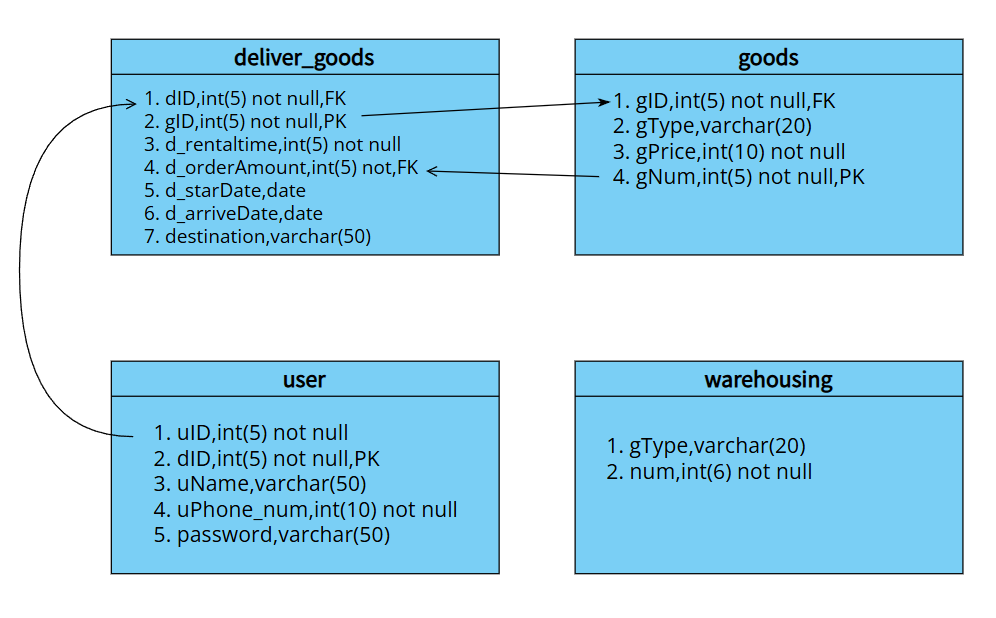 deliver_goods
1. dID,int(5) not null,FK
2. gID,int(5) not null,PK
3. d_rentaltime,int(5) not null
4. d_orderAmount,int(5) not,FK
5. d_starDate,date
6. d_arriveDate,date
7. destination,varchar(50)
goods
1. gID,int(5) not null,FK
2. gType,varchar(20)
3. gPrice,int(10) not null
4. gNum,int(5) not null,PK
user
1. uID,int(5) not null
2. dID,int(5) not null,PK
3. uName,varchar(50)
4. uPhone_num,int(10) not null
5. password,varchar(50)
warehousing
1. gType,varchar(20)
2. num,int(6) not null